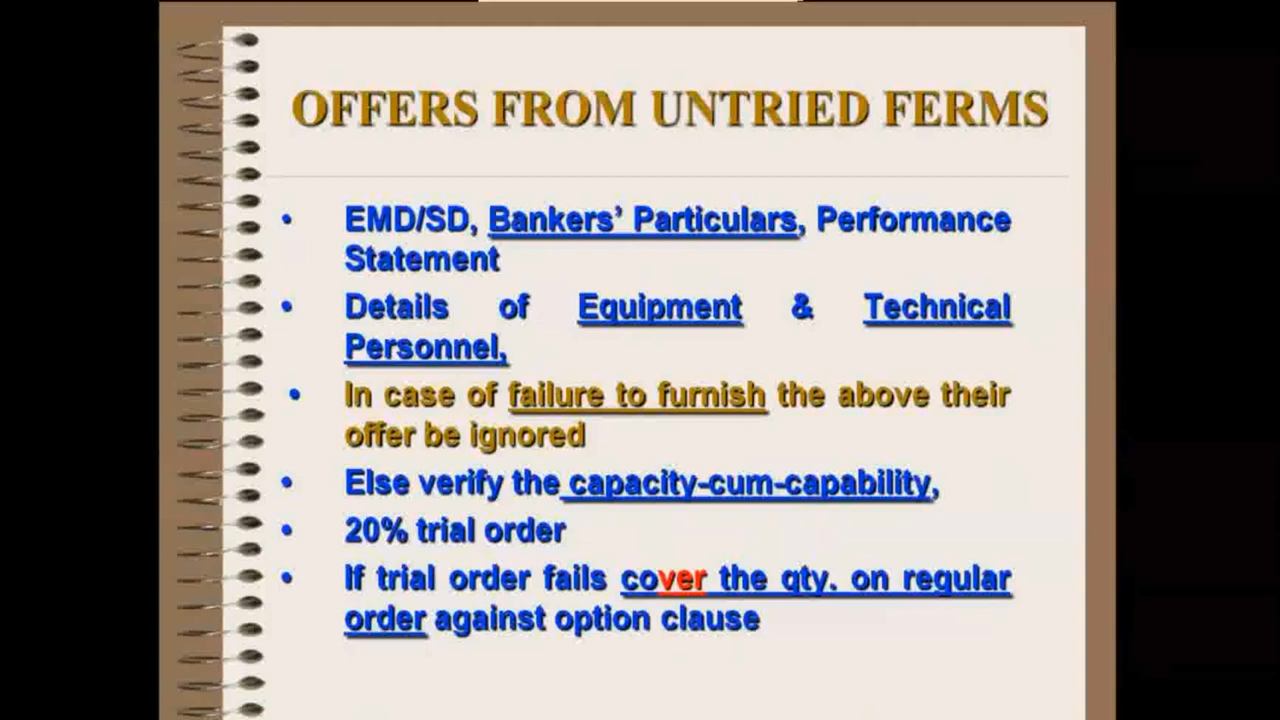 OFFERS FROM UNTRIED FERMS
• EMD/SD, Bankers’ Particulars, Performance
Statement
• Details of Equipment & Technical
Personnel,
• In case of failure to furnish the above their
offer be ignored
• Else verify the capacity-cum-capability,
• 20% trial order
• If trial order fails cover the qty. on regular
order against option clause